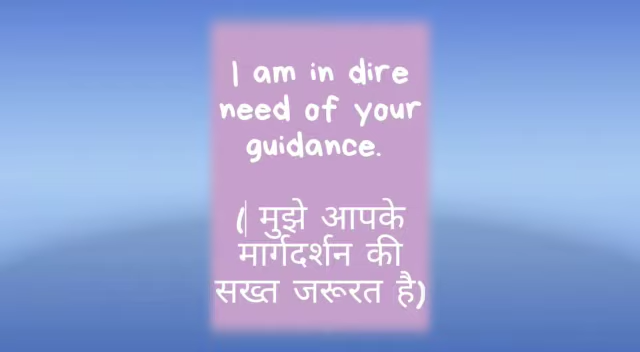 I am in dire
need of your
guidance.
( मुझे आपके
मार्गदर्शन की
सख्त जरूरत है)